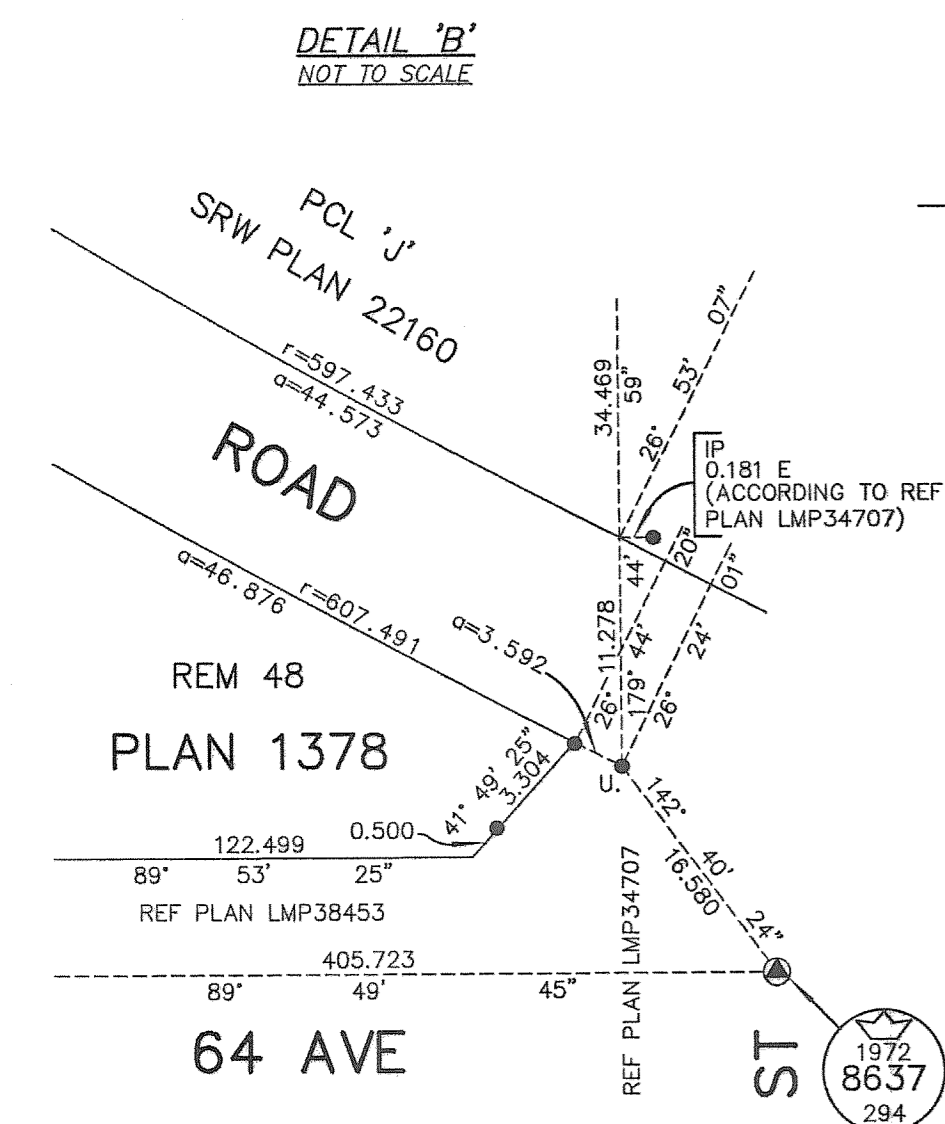 DETAIL 'B'
NOT TO SCALE
PCL 'J'
SRW PLAN 22160
r=597.433
a=44.573
ROAD
a=46.876
r=607.491
a=3.592
34.469
59"
26° 53' 07"
IP
0.181 E
(ACCORDING TO REF
PLAN LMP34707)
44'
11.278
179°
26° 44' 20"
26° 24' 01"
REM 48
PLAN 1378
41° 49' 25"
3.304
0.500
U.
142° 40' 24"
16.580
122.499
89° 53' 25"
REF PLAN LMP38453
REF PLAN LMP34707
405.723
89° 49' 45"
64 AVE
ST
1972
8637
294